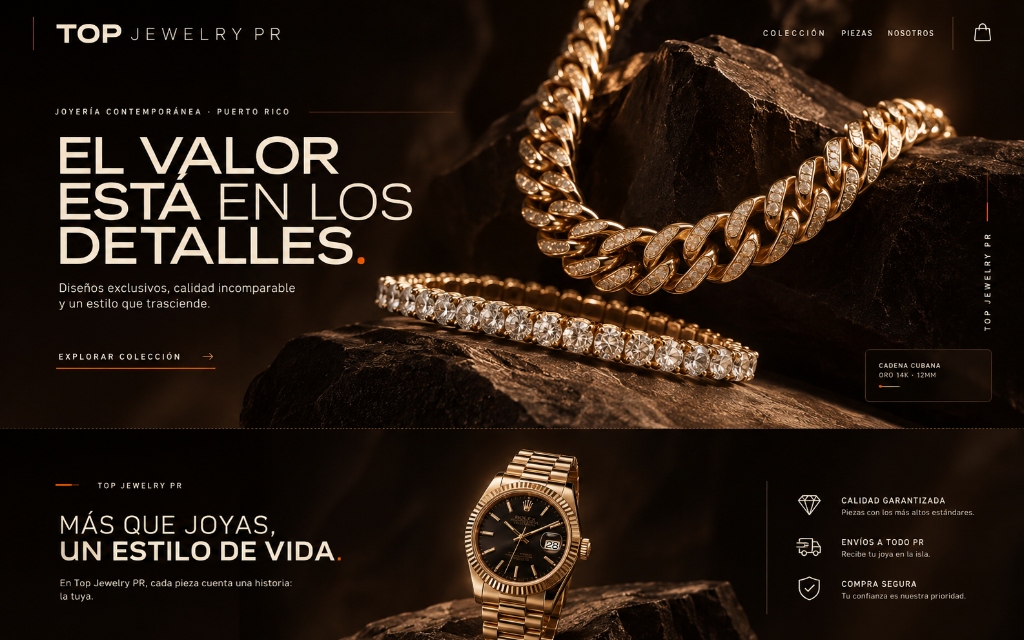 TOP JEWELRY PR
COLECCIÓN PIEZAS NOSOTROS
JOYERÍA CONTEMPORÁNEA · PUERTO RICO
EL VALOR
ESTÁ EN LOS
DETALLES.
Diseños exclusivos, calidad incomparable
y un estilo que trasciende.
EXPLORAR COLECCIÓN →
TOP JEWELRY PR
CADENA CUBANA
ORO 14K · 12MM
TOP JEWELRY PR
MÁS QUE JOYAS,
UN ESTILO DE VIDA.
En Top Jewelry PR, cada pieza cuenta una historia:
la tuya.
28
CALIDAD GARANTIZADA
Piezas con los más altos estándares.
ENVÍOS A TODO PR
Recibe tu joya en la isla.
COMPRA SEGURA
Tu confianza es nuestra prioridad.